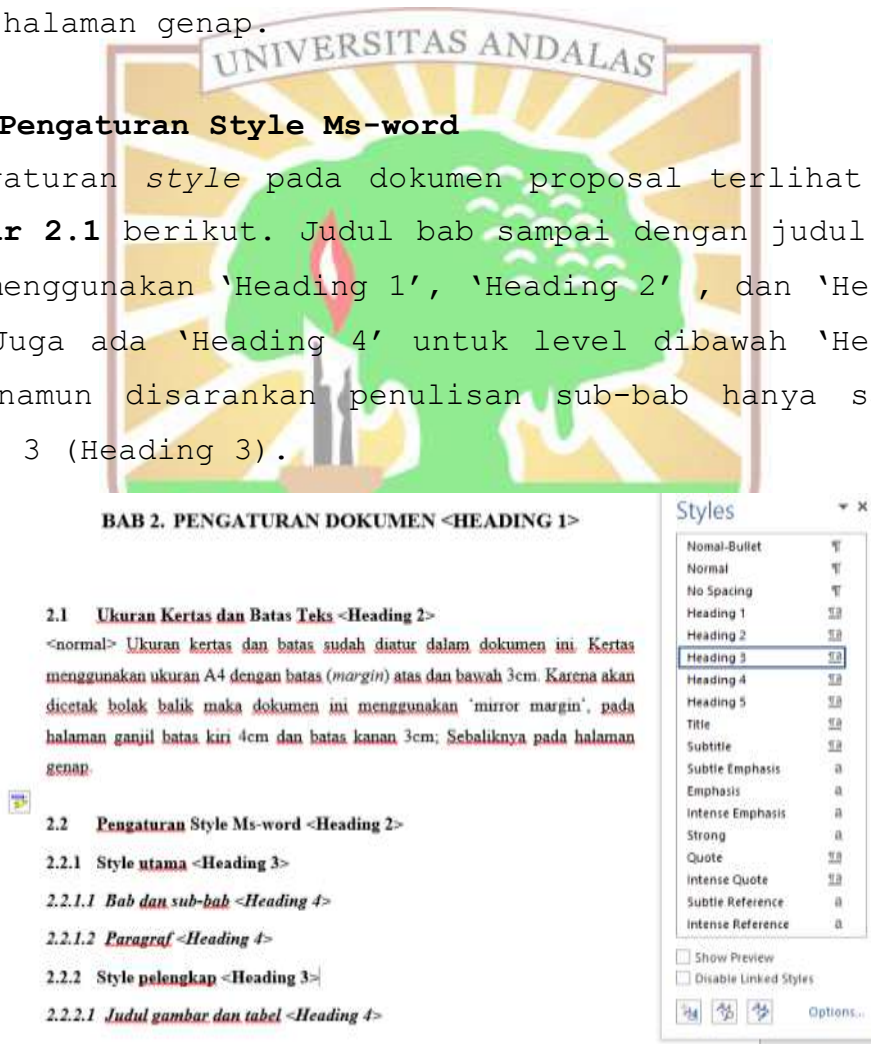 halaman genap.
UNIVERSITAS ANDALAS
Pengaturan Style Ms-word
aturan style pada dokumen proposal terlihat
r 2.1 berikut. Judul bab sampai dengan judul
menggunakan ‘Heading 1’, ‘Heading 2’ , dan ‘He
Juga ada ‘Heading 4’ untuk level dibawah ‘He
namun disarankan penulisan sub-bab hanya s
3 (Heading 3).
BAB 2. PENGATURAN DOKUMEN <HEADING 1>
2.1 Ukuran Kertas dan Batas Teks <Heading 2>
<normal> Ukuran kertas dan batas sudah diatur dalam dokumen ini. Kertas
menggunakan ukuran A4 dengan batas (margin) atas dan bawah 3cm. Karena akan
dicetak bolak balik maka dokumen ini menggunakan ‘mirror margin’, pada
halaman ganjil batas kiri 4cm dan batas kanan 3cm; Sebaliknya pada halaman
genap.
2.2 Pengaturan Style Ms-word <Heading 2>
2.2.1 Style utama <Heading 3>
2.2.1.1 Bab dan sub-bab <Heading 4>
2.2.1.2 Paragraf <Heading 4>
2.2.2 Style pelengkap <Heading 3>
2.2.2.1 Judul gambar dan tabel <Heading 4>
Styles
Nomal-Bullet
Normal
No Spacing
Heading 1
Heading 2
Heading 3
Heading 4
Heading 5
Title
Subtitle
Subtle Emphasis
Emphasis
Intense Emphasis
Strong
Quote
Intense Quote
Subtle Reference
Intense Reference
Show Preview
Disable Linked Styles
Options...